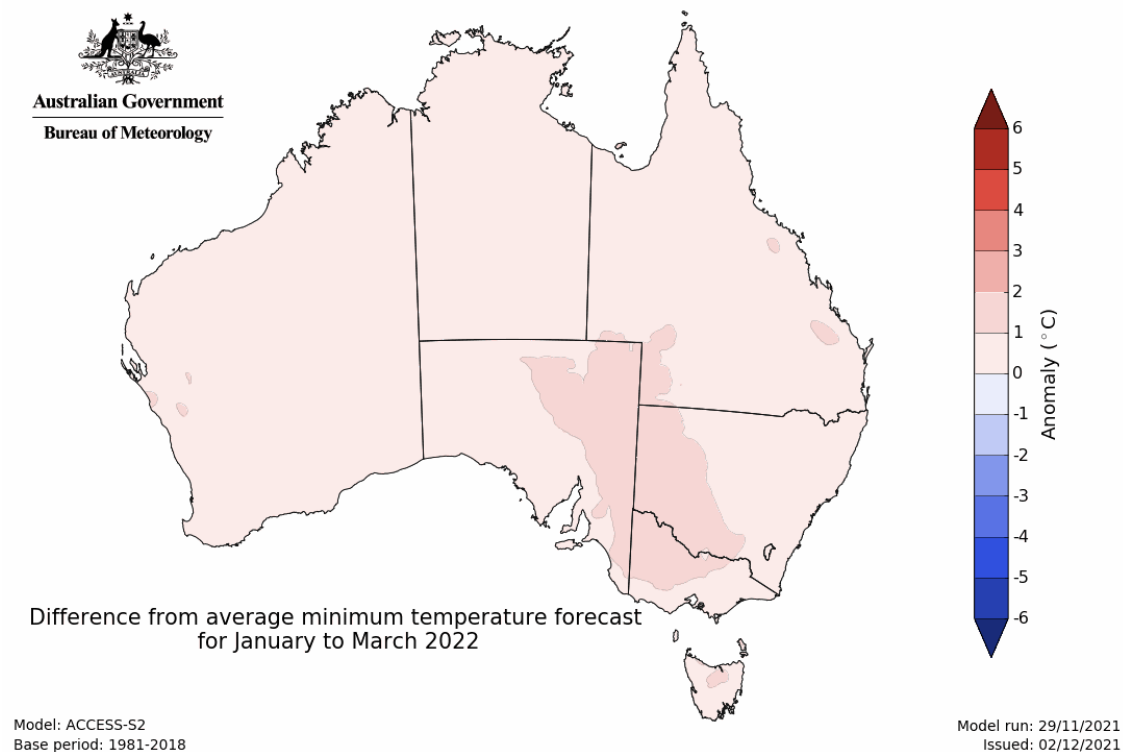 Australian Government
Bureau of Meteorology
6
5
4
3
2
1
0
-1
-2
-3
-4
-5
-6
Anomaly (°C)
Difference from average minimum temperature forecast
for January to March 2022
Model: ACCESS-S2
Base period: 1981-2018
Model run: 29/11/2021
Issued: 02/12/2021